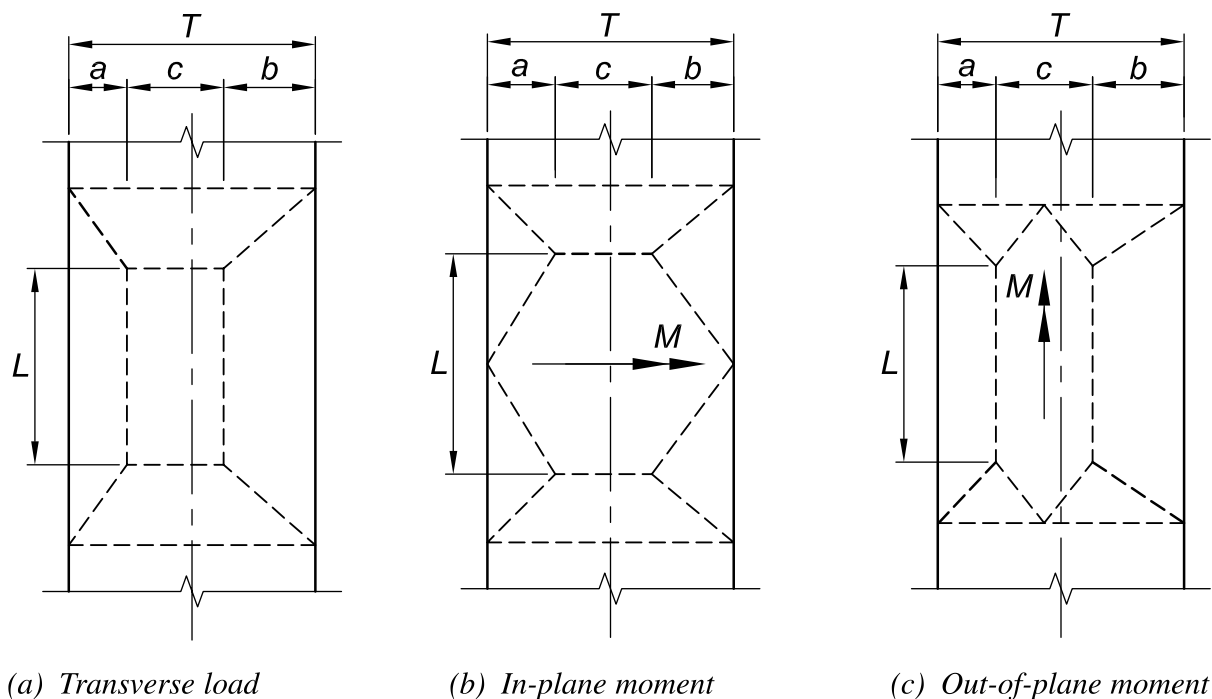 T T T
a c b a c b a c b
L L L
M M
(a) Transverse load (b) In-plane moment (c) Out-of-plane moment